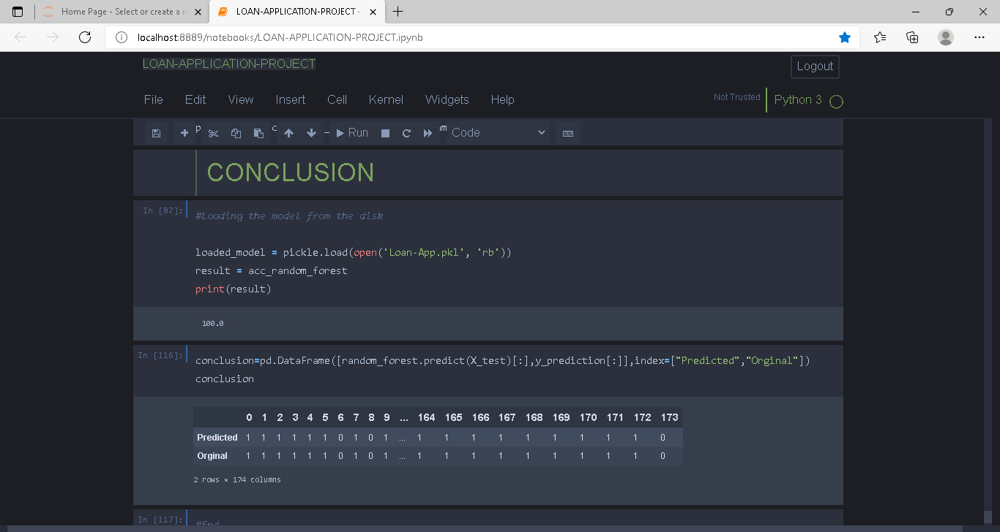 Home Page - Select or create a n
LOAN-APPLICATION-PROJECT -
localhost:8889/notebooks/LOAN-APPLICATION-PROJECT.ipynb
LOAN-APPLICATION-PROJECT
Logout
File Edit View Insert Cell Kernel Widgets Help
Not Trusted
Python 3
Run
Code
CONCLUSION
In [87]:
#Loading the model from the disk
loaded_model = pickle.load(open('Loan-App.pkl', 'rb'))
result = acc_random_forest
print(result)
100.0
In [116]:
conclusion=pd.DataFrame([random_forest.predict(X_test)[:],y_prediction[:]],index=["Predicted","Orginal"])
conclusion
0 1 2 3 4 5 6 7 8 9 ... 164 165 166 167 168 169 170 171 172 173
Predicted 1 1 1 1 1 1 0 1 0 1 ... 1 1 1 1 1 1 1 1 1 0
Orginal 1 1 1 1 1 1 0 1 0 1 ... 1 1 1 1 1 1 1 1 1 0
2 rows × 174 columns
In [117]:
#End